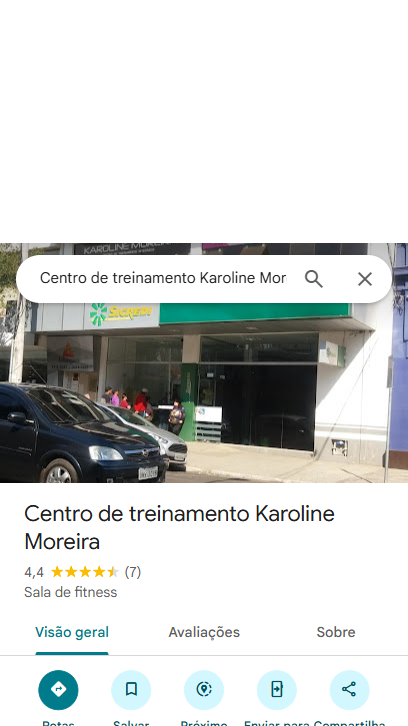 KAROLINE MOREIRA
Centro de treinamento Karoline Mor
SICREDI
Centro de treinamento Karoline
Moreira
4,4 (7)
Sala de fitness
Visão geral Avaliações Sobre
Rotas Salvar Próximo Enviar para Compartilha